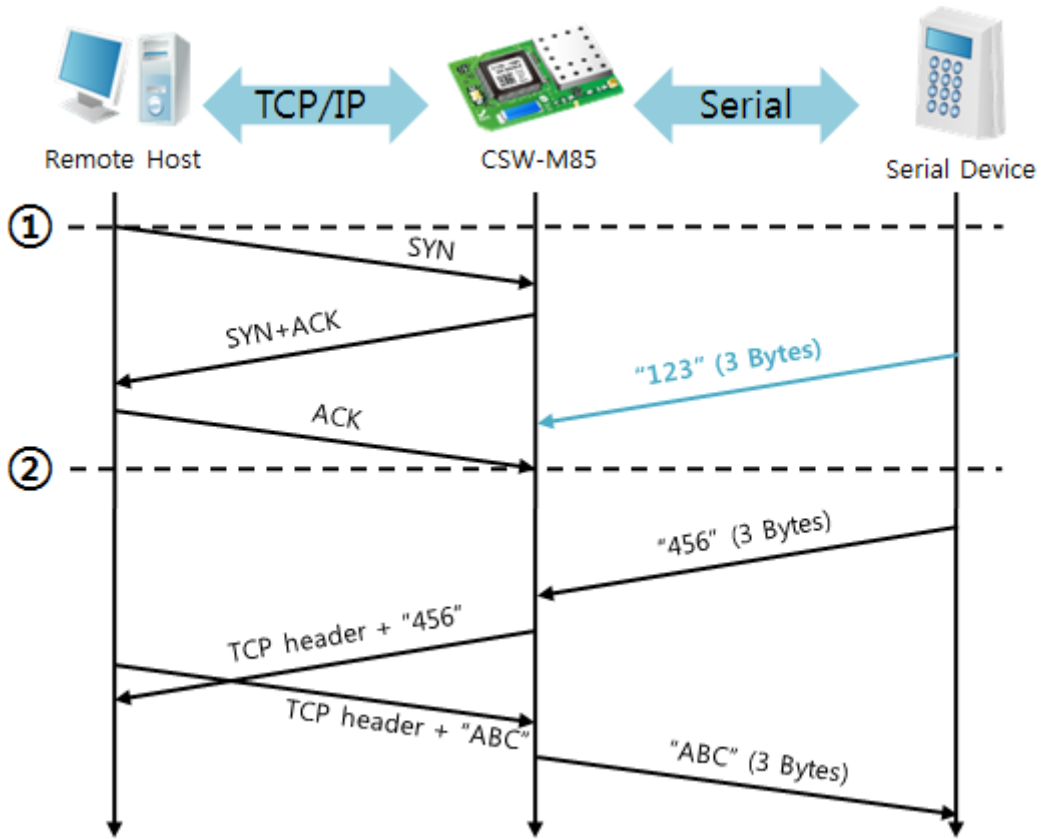 TCP/IP
Serial
Remote Host
CSW-M85
Serial Device
①
SYN
SYN+ACK
“123” (3 Bytes)
ACK
②
“456” (3 Bytes)
TCP header + “456”
TCP header + “ABC”
“ABC” (3 Bytes)